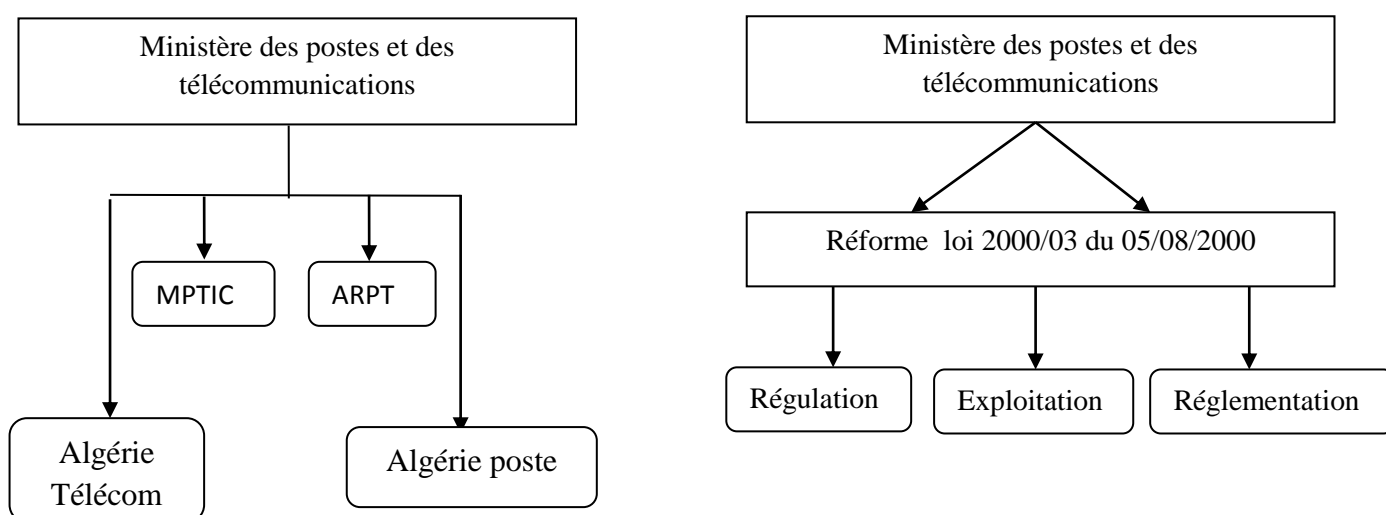 Ministère des postes et des
télécommunications
MPTIC
ARPT
Algérie
Télécom
Algérie poste
Ministère des postes et des
télécommunications
Réforme loi 2000/03 du 05/08/2000
Régulation
Exploitation
Réglementation